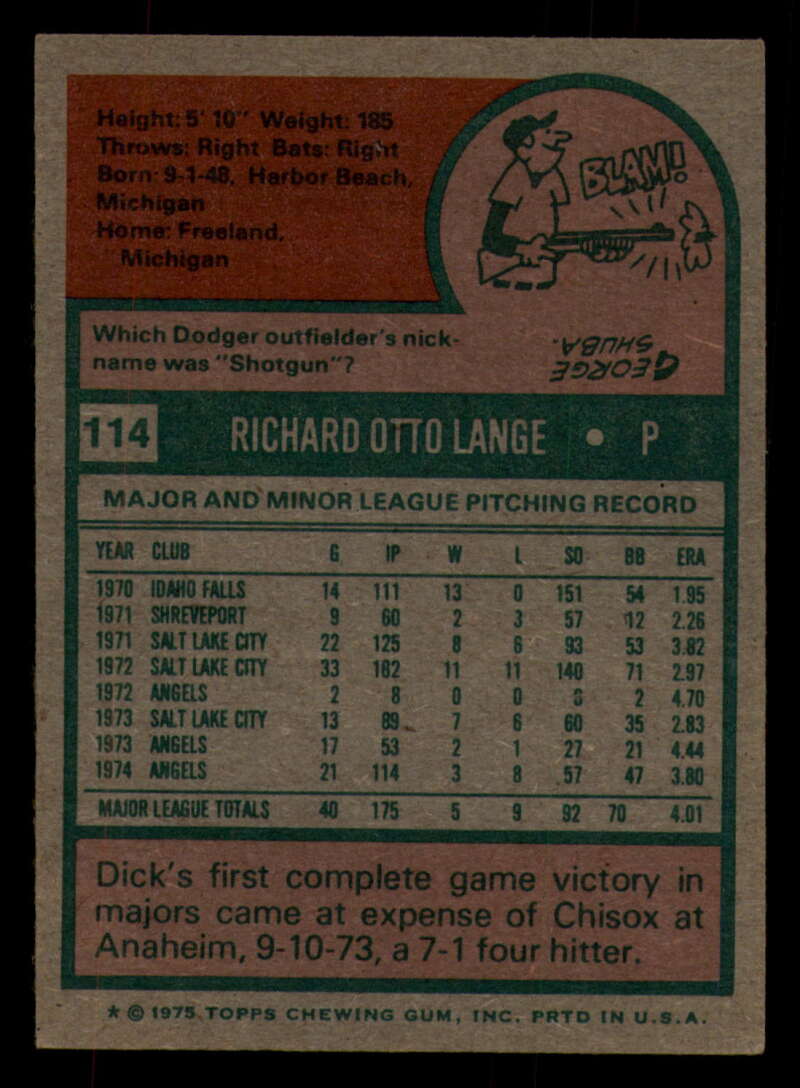 Height: 5' 10" Weight: 185
Throws: Right Bats: Right
Born: 9-1-48, Harbor Beach,
Michigan
Home: Freeland,
Michigan
BLAM!
Which Dodger outfielder's nick-
name was "Shotgun"?
GEORGE
SHUBA.
114 RICHARD OTTO LANGE • P
MAJOR AND MINOR LEAGUE PITCHING RECORD
YEAR CLUB G IP W L SO BB ERA
1970 IDAHO FALLS 14 111 13 0 151 54 1.95
1971 SHREVEPORT 9 60 2 3 57 12 2.26
1971 SALT LAKE CITY 22 125 8 6 93 53 3.82
1972 SALT LAKE CITY 33 182 11 11 140 71 2.97
1972 ANGELS 2 8 0 0 8 2 4.70
1973 SALT LAKE CITY 13 89 7 6 60 35 2.83
1973 ANGELS 17 53 2 1 27 21 4.44
1974 ANGELS 21 114 3 8 57 47 3.80
MAJOR LEAGUE TOTALS 40 175 5 9 92 70 4.01
Dick's first complete game victory in
majors came at expense of Chisox at
Anaheim, 9-10-73, a 7-1 four hitter.
* © 1975 TOPPS CHEWING GUM, INC. PRTD IN U.S.A.